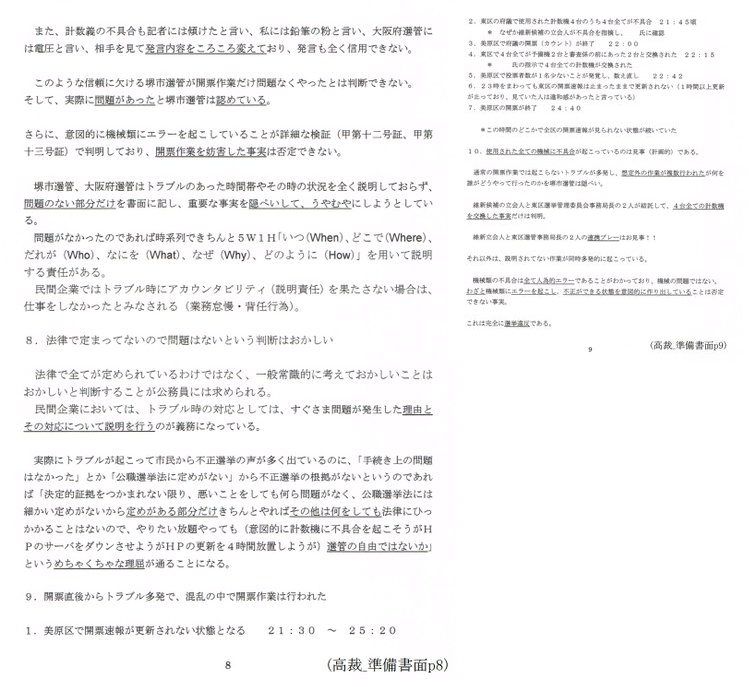 また、計数義の不具合も記者には傾けたと言い、私には鉛筆の粉と言い、大阪府選管に
は電圧と言い、相手を見て発言内容をころころ変えており、発言も全く信用できない。
このような信頼に欠ける堺市選管が開票作業だけ問題なくやったとは判断できない。
そして、実際に問題があったと堺市選管は認めている。
さらに、意図的に機械類にエラーを起こしていることが詳細な検証（甲第十二号証、甲第
十三号証）で判明しており、開票作業を妨害した事実は否定できない。
堺市選管、大阪府選管はトラブルのあった時間帯やその時の状況を全く説明しておらず、
問題のない部分だけを書面に記し、重要な事実を隠ぺいして、うやむやにしようとしてい
る。
問題がなかったのであれば時系列できちんと５Ｗ１Ｈ「いつ（When）、どこで（Where）、
だれが（Who）、なにを（What）、なぜ（Why）、どのように（How）」を用いて説明
する責任がある。
民間企業ではトラブル時にアカウンタビリティ（説明責任）を果たさない場合は、
仕事をしなかったとみなされる（業務怠慢・背任行為）。
８．法律で定まってないので問題はないという判断はおかしい
法律で全てが定められているわけではなく、一般常識的に考えておかしいことは
おかしいと判断することが公務員には求められる。
民間企業においては、トラブル時の対応としては、すぐさま問題が発生した理由と
その対応について説明を行うのが義務になっている。
実際にトラブルが起こって市民から不正選挙の声が多く出ているのに、「手続き上の問題
はなかった」とか「公職選挙法に定めがない」から不正選挙の根拠がないというのであれ
ば「決定的証拠をつかまれない限り、悪いことをしても何ら問題がなく、公職選挙法には
細かい定めがないから定めがある部分だけきちんとやればその他は何をしても法律にひっ
かかることはないので、やりたい放題やっても（意図的に計数機に不具合を起こそうがＨ
ＰのサーバをダウンさせようがＨＰの更新を４時間放置しようが）選管の自由ではないか」
というめちゃくちゃな理屈が通ることになる。
９．開票直後からトラブル多発で、混乱の中で開票作業は行われた
１．美原区で開票速報が更新されない状態となる　２１：３０　～　２５：２０
8
（高裁_準備書面p8）
２．東区の府議で使用された計数機４台のうち４台全てが不具合　２１：４５頃
＊　なぜか維新候補の立会人が不具合を指摘し、　　氏に確認
３．美原区で府議の開票（カウント）が終了　２２：００
４．東区で４台全てが予備機２台と審査係の前にあった２台と交換された　２２：１５
＊　　氏の指示で４台全ての計数機が交換された
５．美原区で投票者数が１名少ないことが発覚し、数え直し　２２：４２
６．２３時をまわっても東区の開票速報は止まったままで更新されない（１時間以上更新
が止っており、見ていた人は違和感があったと言っている）
７．美原区の開票が終了　２４：４０
＊この時間のどこかで全区の開票速報が見られない状態が続いていた
１０．使用された全ての機械に不具合が起こっているのは見事（計画的）である。
通常の開票作業では起こらないトラブルが多発し、想定外の作業が複数行われたが何を
誰がどうやって行ったのかを堺市選管は隠ぺい。
維新候補の立会人と東区選挙管理委員会事務局長の２人が結託して、４台全ての計数機
を交換した事実だけは判明。
維新立会人と東区選管事務局長の２人の連携プレーはお見事！！
それ以外は、説明されてない作業が同時多発的に起こっている。
機械類の不具合は全て人為的エラーであることがわかっており、機械の問題ではない。
わざと機械にエラーを起こし、不正ができる状態を意図的に作り出していることは否定
できない事実。
これは完全に選挙違反である。
9
（高裁_準備書面p9）